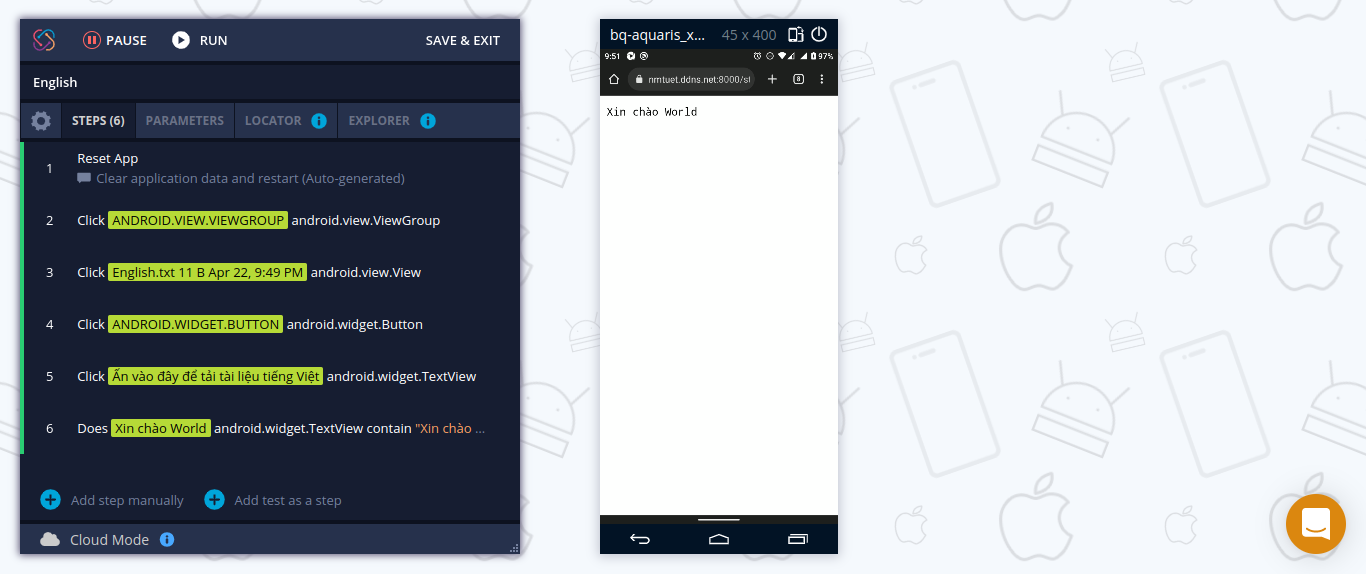 PAUSE RUN SAVE & EXIT
English
STEPS (6) PARAMETERS LOCATOR EXPLORER
1 Reset App
Clear application data and restart (Auto-generated)
2 Click ANDROID.VIEW.VIEWGROUP android.view.ViewGroup
3 Click English.txt 11 B Apr 22, 9:49 PM android.view.View
4 Click ANDROID.WIDGET.BUTTON android.widget.Button
5 Click Ấn vào đây để tải tài liệu tiếng Việt android.widget.TextView
6 Does Xin chào World android.widget.TextView contain "Xin chào ...
Add step manually Add test as a step
Cloud Mode
bq-aquaris_x... 45 x 400
9:51 97%
nmtuet.ddns.net:8000/st 8
Xin chào World